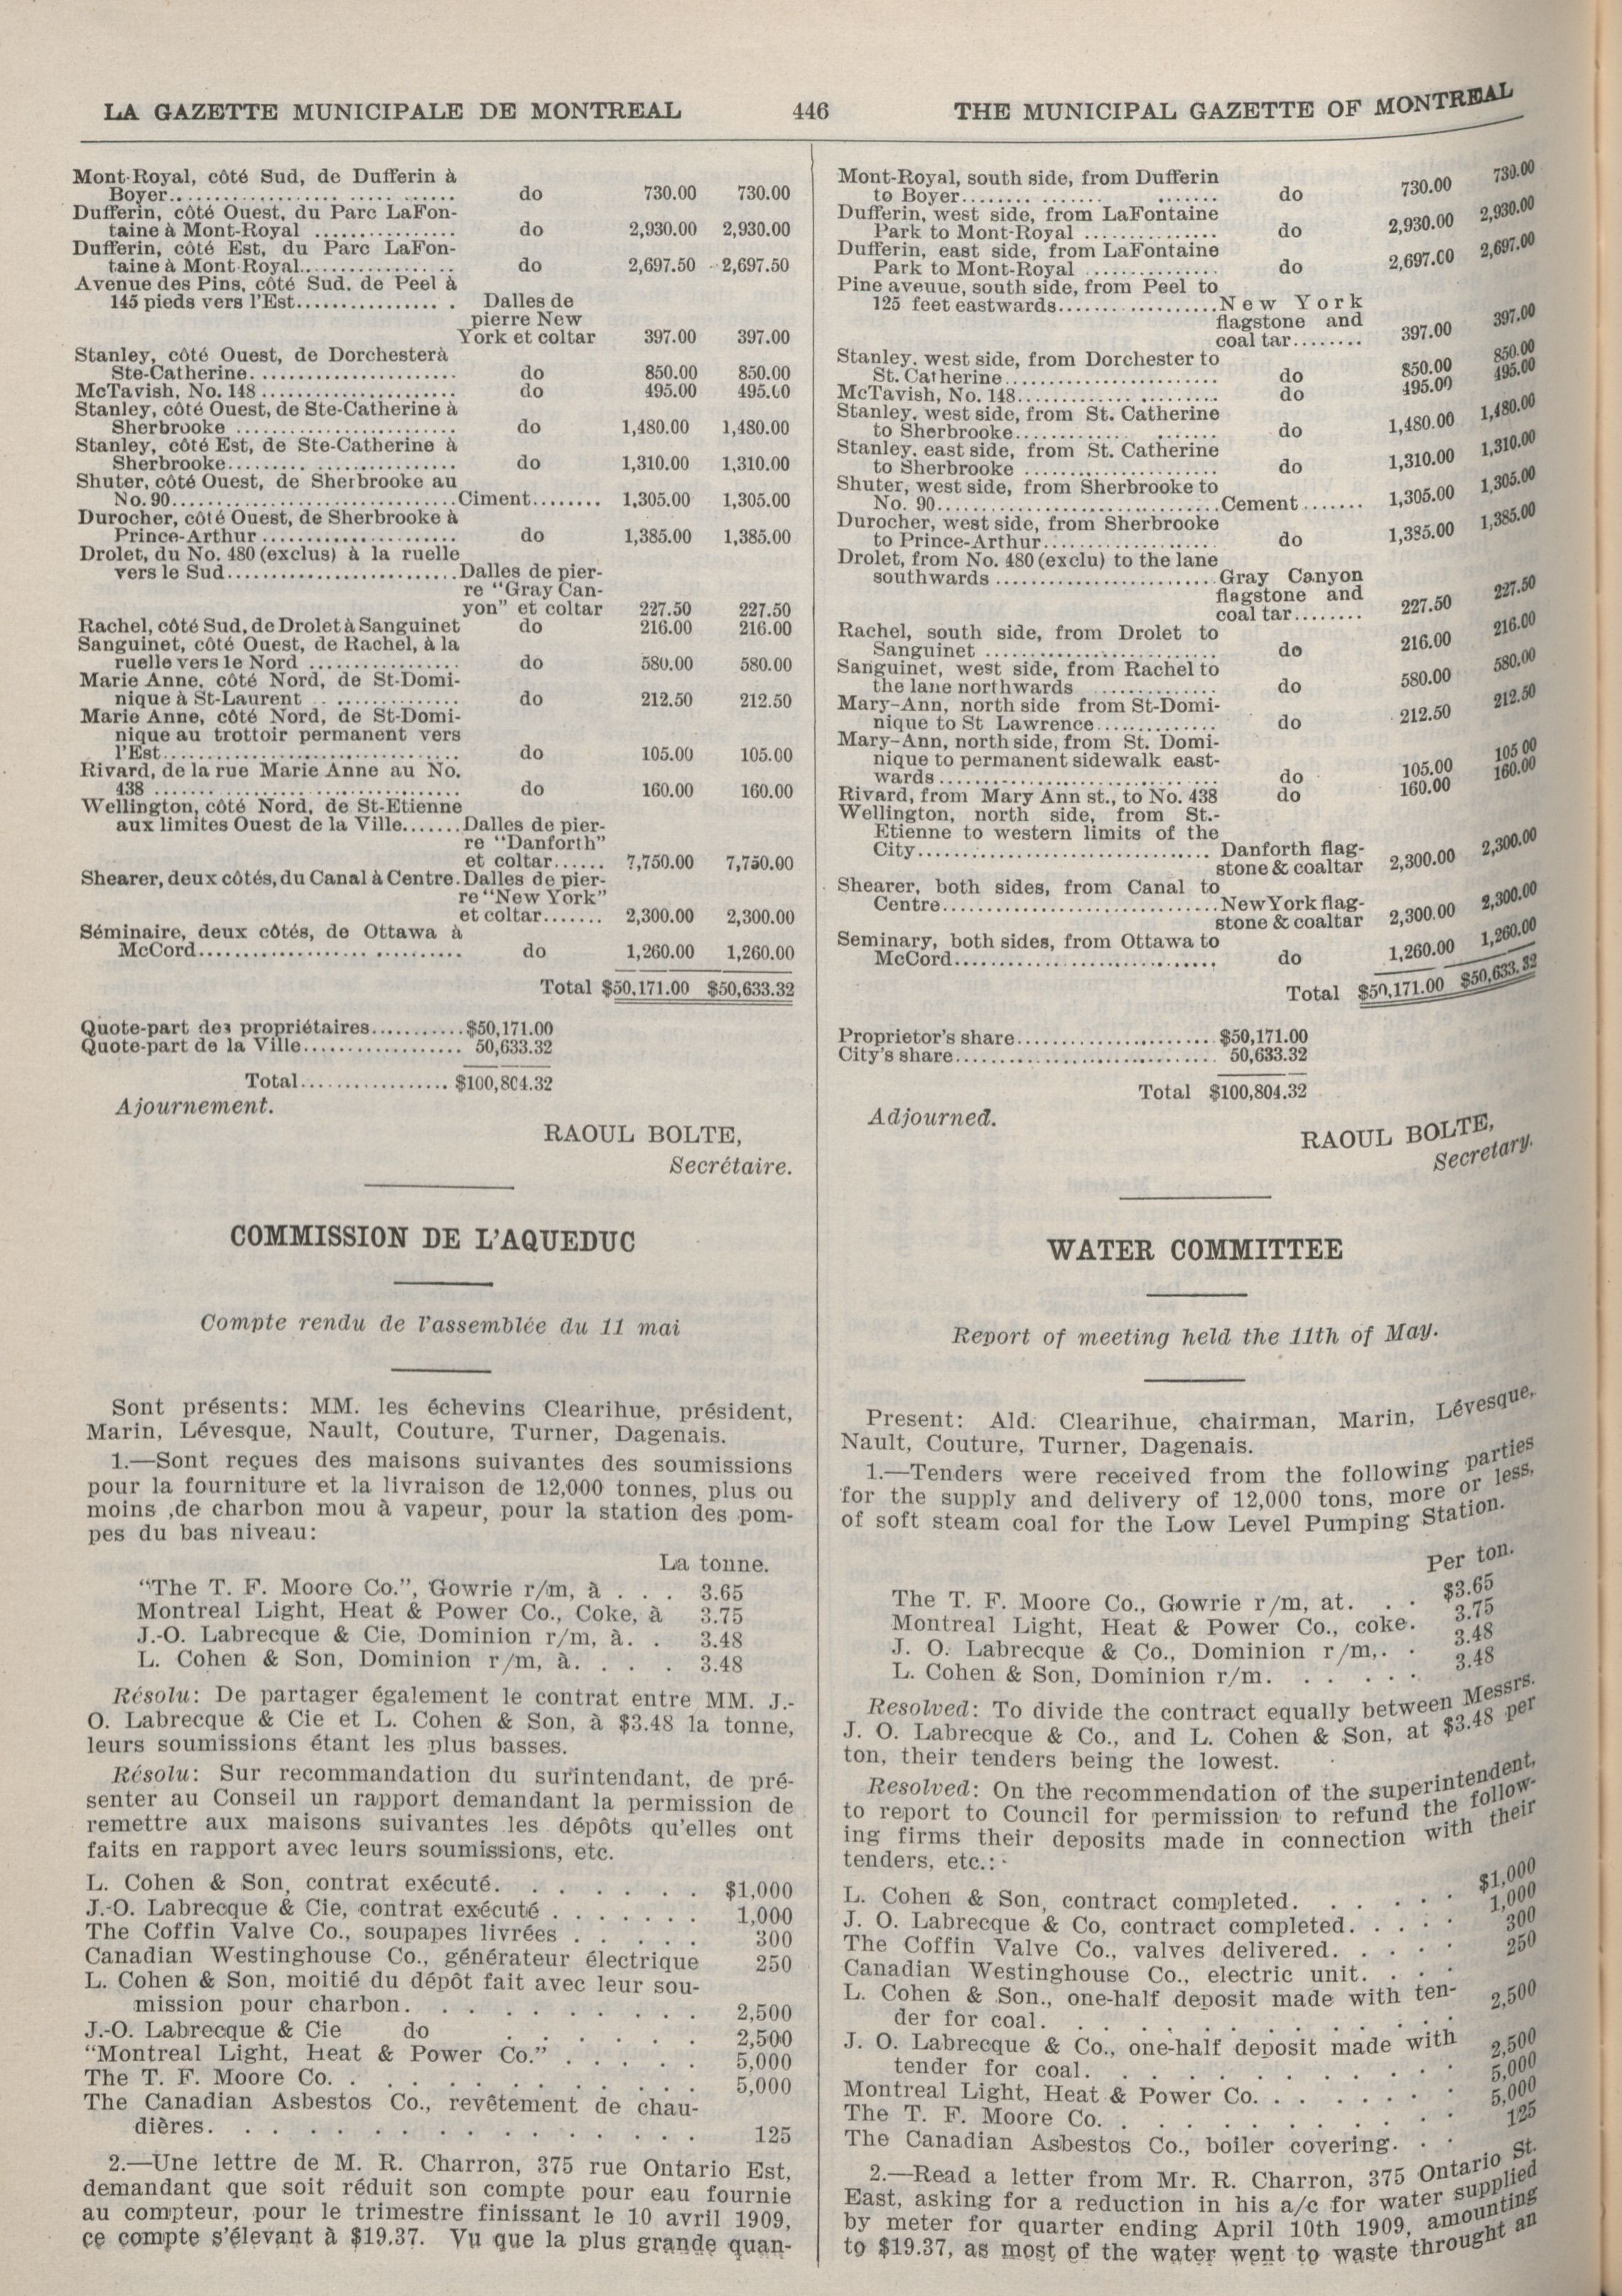 LA GAZETTE MUNICIPALE DE MONTREAL 446 THE MUNICIPAL GAZETTE OF MONTREAL
Mont-Royal, côté Sud, de Dufferin à
Boyer.................................. do 730.00 730.00
Dufferin, côté Ouest, du Parc LaFon-
taine à Mont-Royal ................ do 2,930.00 2,930.00
Dufferin, côté Est, du Parc LaFon-
taine à Mont-Royal.................. do 2,697.50 2,697.50
Avenue des Pins, côté Sud. de Peel à
145 pieds vers l'Est................ . Dalles de
pierre New
York et coltar 397.00 397.00
Stanley, côté Ouest, de Dorchesterà
Ste-Catherine........................ do 850.00 850.00
McTavish, No. 148 ....................... do 495.00 495.00
Stanley, côté Ouest, de Ste-Catherine à
Sherbrooke .......................... do 1,480.00 1,480.00
Stanley, côté Est, de Ste-Catherine à
Sherbrooke......... ................ do 1,310.00 1,310.00
Shuter, côté Ouest, de Sherbrooke au
No. 90.................................Ciment........ 1,305.00 1,305.00
Durocher, côté Ouest, de Sherbrooke à
Prince-Arthur ....................... do 1,385.00 1,385.00
Drolet, du No. 480 (exclus) à la ruelle
vers le Sud...........................Dalles de pier-
re "Gray Can-
yon" et coltar 227.50 227.50
Rachel, côté Sud, de Drolet à Sanguinet do 216.00 216.00
Sanguinet, côté Ouest, de Rachel, à la
ruelle vers le Nord ................. do 580.00 580.00
Marie Anne, côté Nord, de St-Domi-
nique à St-Laurent .. .............. do 212.50 212.50
Marie Anne, côté Nord, de St-Domi-
nique au trottoir permanent vers
l'Est.................................. do 105.00 105.00
Rivard, de la rue Marie Anne au No.
438 .................................... do 160.00 160.00
Wellington, côté Nord, de St-Etienne
aux limites Ouest de la Ville.......Dalles de pier-
re "Danforth"
et coltar...... 7,750.00 7,750.00
Shearer, deux côtés, du Canal à Centre.Dalles de pier-
re "New York"
et coltar....... 2,300.00 2,300.00
Séminaire, deux côtés, de Ottawa à
McCord.............................. do 1,260.00 1,260.00
Total $50,171.00 $50,633.32
Quote-part des propriétaires...........$50,171.00
Quote-part de la Ville.................. 50,633.32
Total................. $100,804.32
Ajournement.
RAOUL BOLTE,
Secrétaire.
COMMISSION DE L'AQUEDUC
Compte rendu de l'assemblée du 11 mai
Sont présents: MM. les échevins Clearihue, président,
Marin, Lévesque, Nault, Couture, Turner, Dagenais.
1.—Sont reçues des maisons suivantes des soumissions
pour la fourniture et la livraison de 12,000 tonnes, plus ou
moins ,de charbon mou à vapeur, pour la station des pom-
pes du bas niveau:
La tonne.
"The T. F. Moore Co.", Gowrie r/m, à . . . 3.65
Montreal Light, Heat & Power Co., Coke, à 3.75
J.-O. Labrecque & Cie, Dominion r/m, à. . 3.48
L. Cohen & Son, Dominion r/m, à. . . . 3.48
Résolu: De partager également le contrat entre MM. J.-
O. Labrecque & Cie et L. Cohen & Son, à $3.48 la tonne,
leurs soumissions étant les plus basses.
Résolu: Sur recommandation du surintendant, de pré-
senter au Conseil un rapport demandant la permission de
remettre aux maisons suivantes les dépôts qu'elles ont
faits en rapport avec leurs soumissions, etc.
L. Cohen & Son, contrat exécuté. . . . . . . . $1,000
J.-O. Labrecque & Cie, contrat exécuté . . . . . . . 1,000
The Coffin Valve Co., soupapes livrées . . . . . . 300
Canadian Westinghouse Co., générateur électrique 250
L. Cohen & Son, moitié du dépôt fait avec leur sou-
mission pour charbon. . . . . . . . . . 2,500
J.-O. Labrecque & Cie do . . . . . . 2,500
"Montreal Light, Heat & Power Co." . . . . . . 5,000
The T. F. Moore Co. . . . . . . . . . . . 5,000
The Canadian Asbestos Co., revêtement de chau-
dières. . . . . . . . . . . . . . . . 125
2.—Une lettre de M. R. Charron, 375 rue Ontario Est,
demandant que soit réduit son compte pour eau fournie
au compteur, pour le trimestre finissant le 10 avril 1909,
ce compte s'élevant à $19.37. Vu que la plus grande quan-
Mont-Royal, south side, from Dufferin
to Boyer........ ....... ....... do 730.00 730.00
Dufferin, west side, from LaFontaine
Park to Mont-Royal ............... do 2,930.00 2,930.00
Dufferin, east side, from LaFontaine
Park to Mont-Royal ............... do 2,697.00 2,697.00
Pine avenue, south side, from Peel to
125 feet eastwards..................New York
flagstone and
coal tar........ 397.00 397.00
Stanley. west side, from Dorchester to
St. Catherine........................ do 850.00 850.00
McTavish, No. 148........................ do 495.00 495.00
Stanley. west side, from St. Catherine
to Sherbrooke............ ....... do 1,480.00 1,480.00
Stanley. east side, from St. Catherine
to Sherbrooke ...................... do 1,310.00 1,310.00
Shuter, west side, from Sherbrooke to
No. 90.................................Cement....... 1,305.00 1,305.00
Durocher, west side, from Sherbrooke
to Prince-Arthur.................... do 1,385.00 1,385.00
Drolet, from No. 480 (exclu) to the lane
southwards .........................Gray Canyon
flagstone and
coal tar........ 227.50 227.50
Rachel, south side, from Drolet to
Sanguinet ........................... do 216.00 216.00
Sanguinet, west side, from Rachel to
the lane northwards .............. do 580.00 580.00
Mary-Ann, north side from St-Domi-
nique to St Lawrence.............. do 212.50 212.50
Mary-Ann, north side, from St. Domi-
nique to permanent sidewalk east-
wards ................................ do 105.00 105 00
Rivard, from Mary Ann st., to No. 438 do 160.00 160.00
Wellington, north side, from St.-
Etienne to western limits of the
City.................................. Danforth flag-
stone & coaltar 2,300.00 2,300.00
Shearer, both sides, from Canal to
Centre................................New York flag-
stone & coaltar 2,300.00 2,300.00
Seminary, both sides, from Ottawa to
McCord.............................. do 1,260.00 1,260.00
Total $50,171.00 $50,633.32
Proprietor's share.......................$50,171.00
City's share.............................. 50,633.32
Total $100,804.32
Adjourned.
RAOUL BOLTE,
Secretary.
WATER COMMITTEE
Report of meeting held the 11th of May.
Present: Ald. Clearihue, chairman, Marin, Lévesque,
Nault, Couture, Turner, Dagenais.
1.—Tenders were received from the following parties
for the supply and delivery of 12,000 tons, more or less,
of soft steam coal for the Low Level Pumping Station.
Per ton.
The T. F. Moore Co., Gowrie r/m, at. . . $3.65
Montreal Light, Heat & Power Co., coke. 3.75
J. O. Labrecque & Co., Dominion r/m,. . 3.48
L. Cohen & Son, Dominion r/m. . . . . . 3.48
Resolved: To divide the contract equally between Messrs.
J. O. Labrecque & Co., and L. Cohen & Son, at $3.48 per
ton, their tenders being the lowest.
Resolved: On the recommendation of the superintendent,
to report to Council for permission to refund the follow-
ing firms their deposits made in connection with their
tenders, etc.:
L. Cohen & Son, contract completed. . . . . . $1,000
J. O. Labrecque & Co, contract completed. . . . . 1,000
The Coffin Valve Co., valves delivered. . . . . 300
Canadian Westinghouse Co., electric unit. . . . 250
L. Cohen & Son., one-half deposit made with ten-
der for coal. . . . . . . . . . . . 2,500
J. O. Labrecque & Co., one-half deposit made with
tender for coal. . . . . . . . . . . 2,500
Montreal Light, Heat & Power Co. . . . . . . . 5,000
The T. F. Moore Co. . . . . . . . . . . . 5,000
The Canadian Asbestos Co., boiler covering. . . 125
2.—Read a letter from Mr. R. Charron, 375 Ontario St.
East, asking for a reduction in his a/c for water supplied
by meter for quarter ending April 10th 1909, amounting
to $19.37, as most of the water went to waste throught an